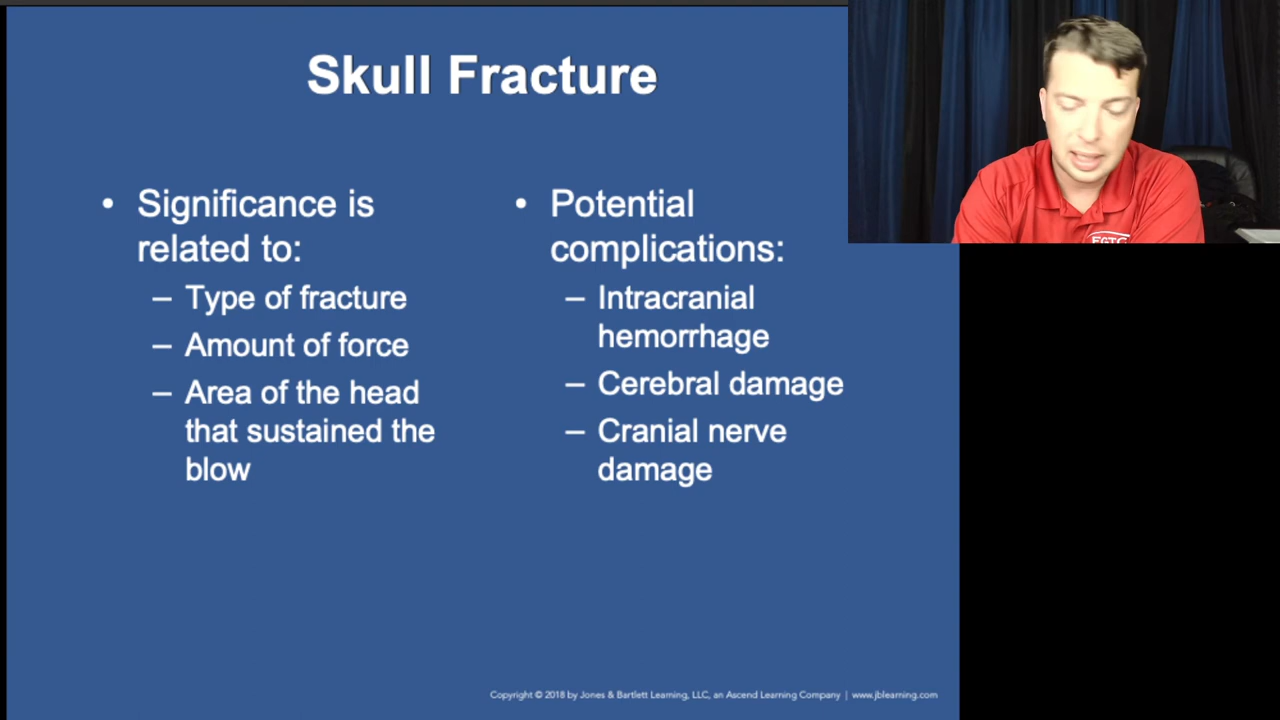 Skull Fracture
• Significance is
related to:
– Type of fracture
– Amount of force
– Area of the head
that sustained the
blow
• Potential
complications:
– Intracranial
hemorrhage
– Cerebral damage
– Cranial nerve
damage
Copyright © 2018 by Jones & Bartlett Learning, LLC, an Ascend Learning Company | www.jblearning.com